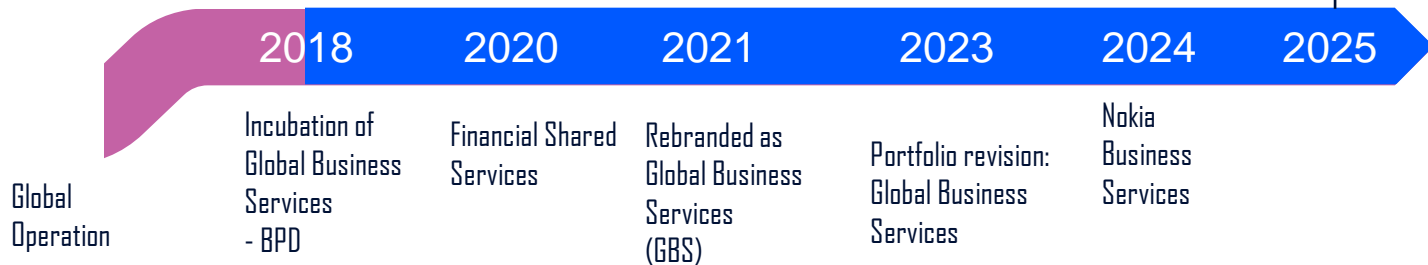 2018 2020 2021 2023 2024 2025
Global
Operation
Incubation of
Global Business
Services
- BPD
Financial Shared
Services
Rebranded as
Global Business
Services
(GBS)
Portfolio revision:
Global Business
Services
Nokia
Business
Services